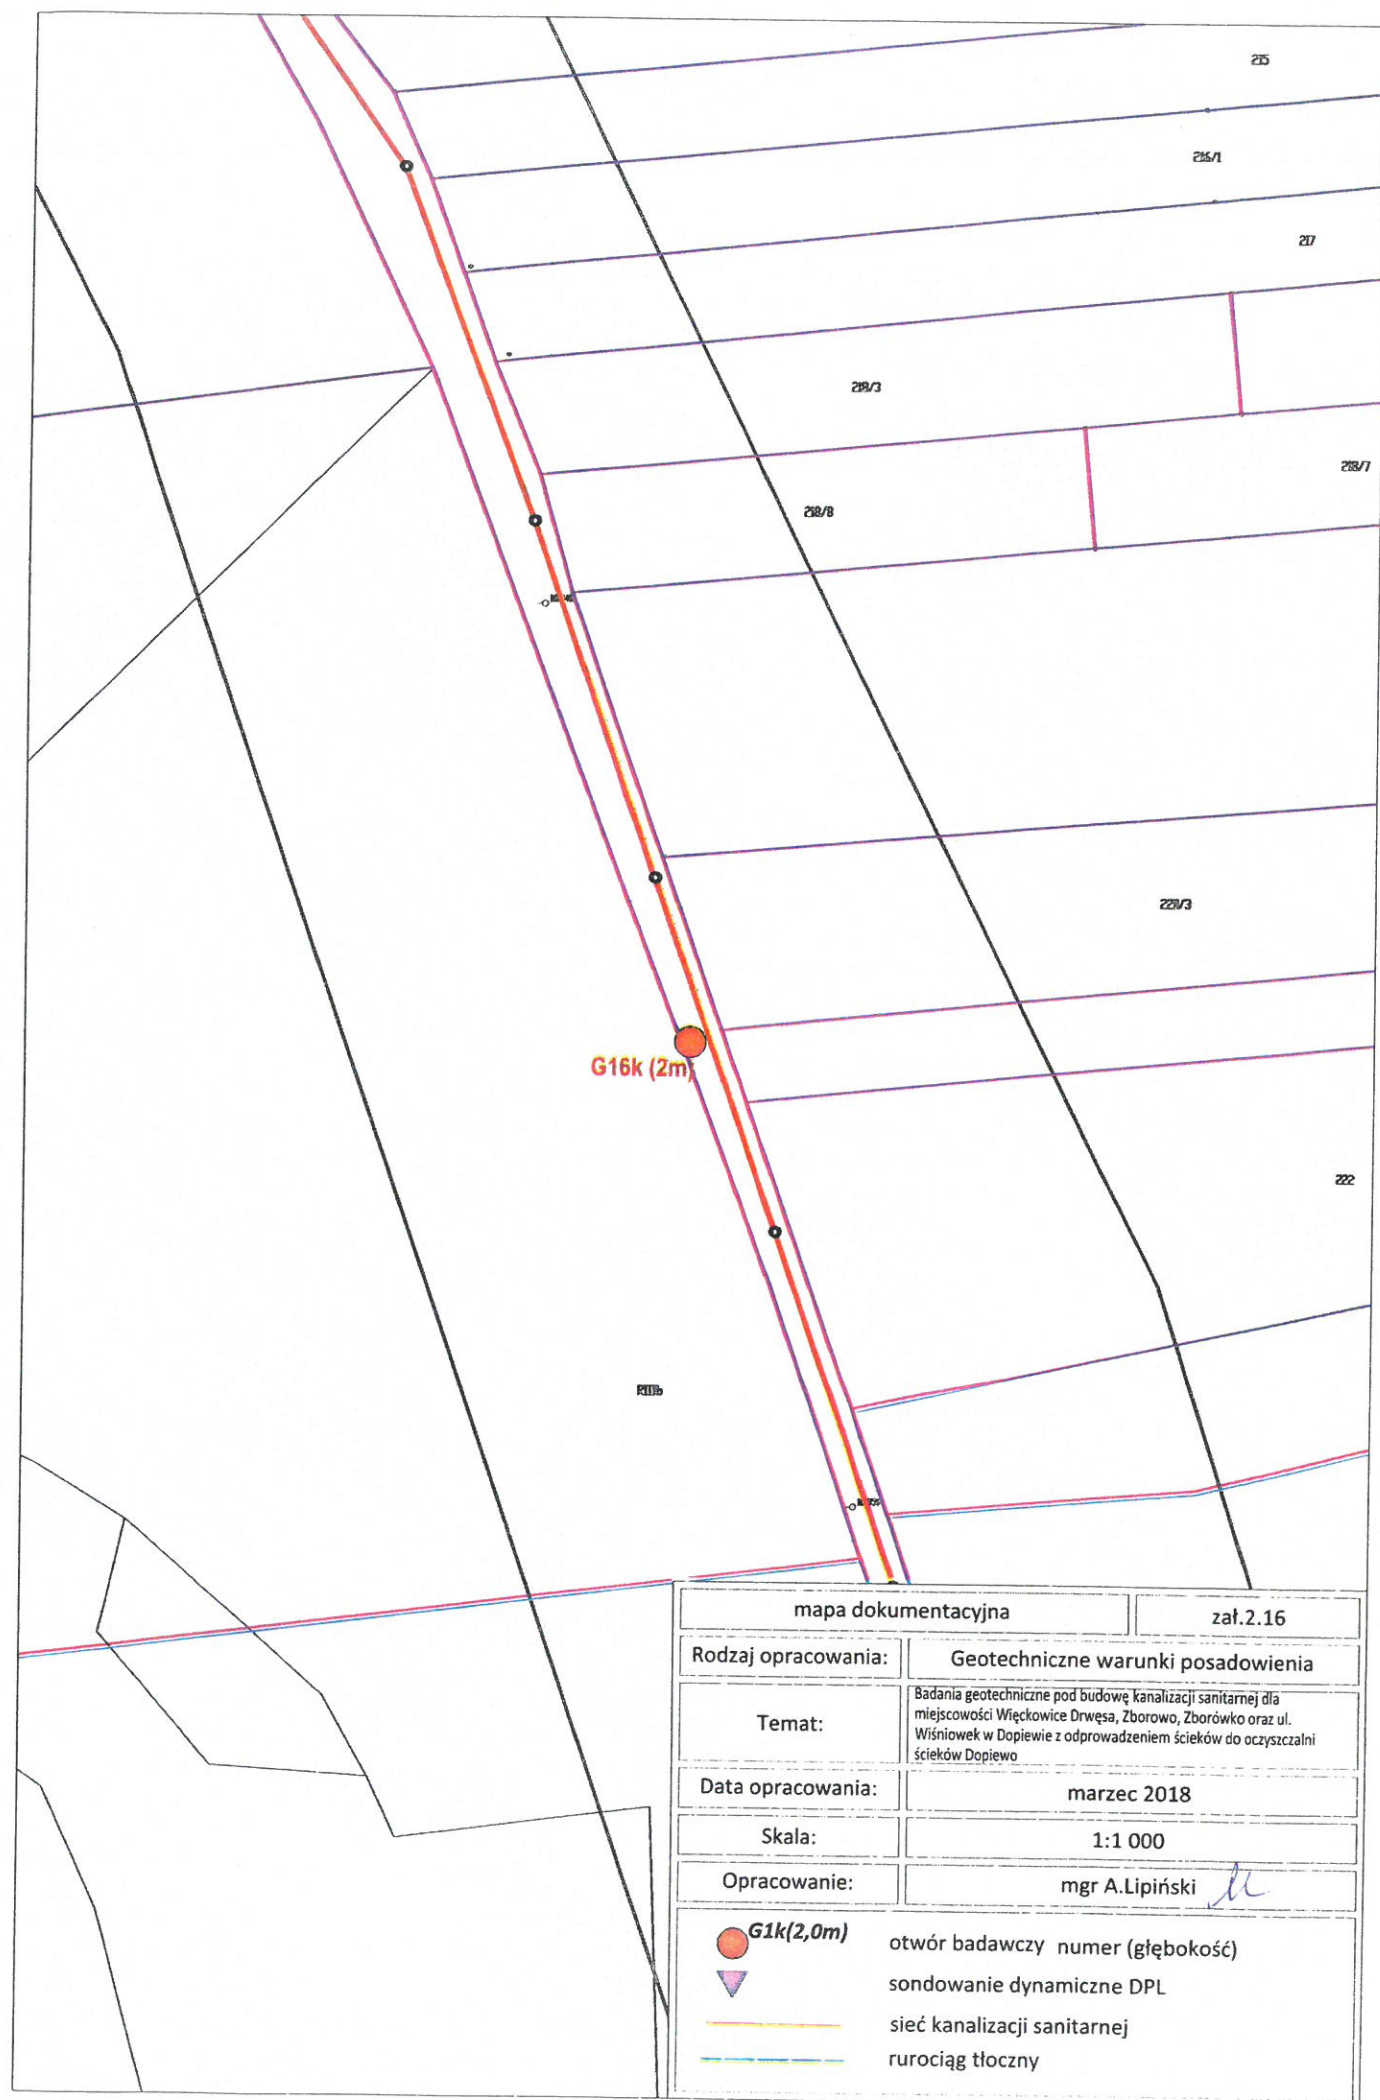 215
216/1
217
218/3
218/7
218/8
G16k (2m)
222
mapa dokumentacyjna
zał.2.16
Rodzaj opracowania:
Geotechniczne warunki posadowienia
Temat:
Badania geotechniczne pod budowę kanalizacji sanitarnej dla
miejscowości Więckowice Drwęsa, Zborowo, Zborówko oraz ul.
Wiśniowek w Dopiewie z odprowadzeniem ścieków do oczyszczalni
ścieków Dopiewo
Data opracowania:
marzec 2018
Skala:
1:1 000
Opracowanie:
mgr A.Lipiński
G1k(2,0m)
otwór badawczy numer (głębokość)
sondowanie dynamiczne DPL
sieć kanalizacji sanitarnej
rurociąg tłoczny